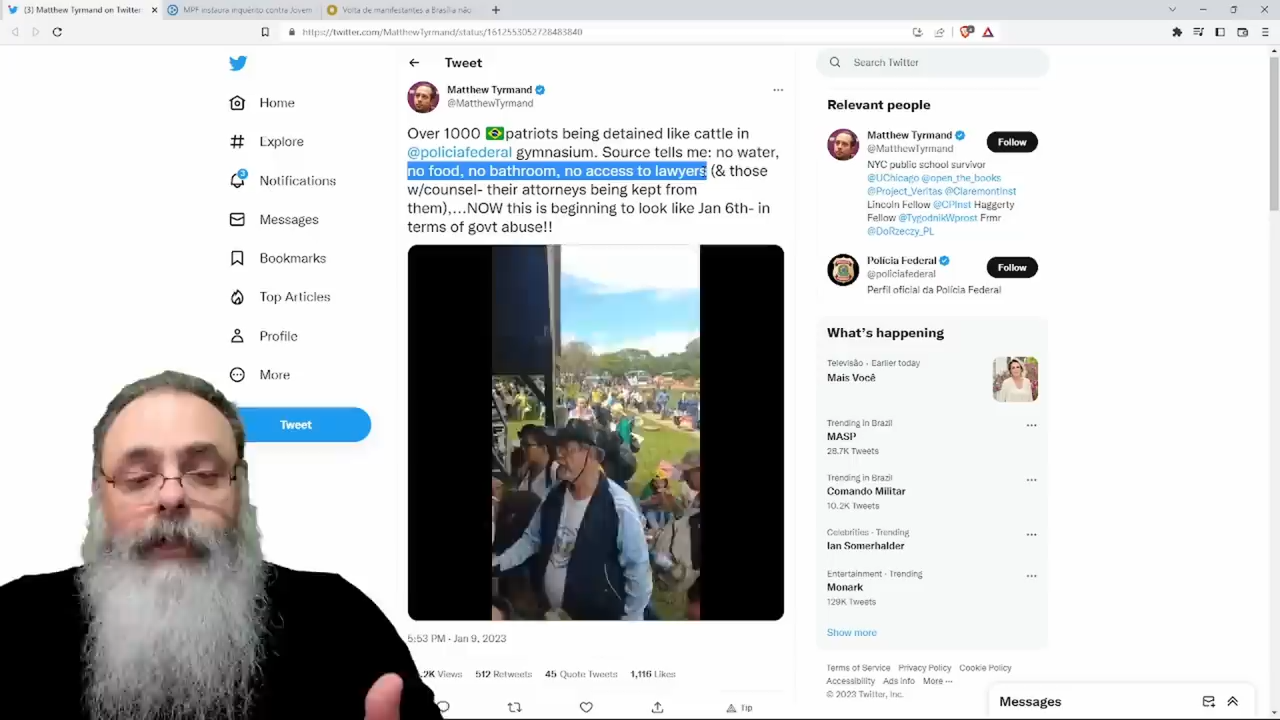 (3) Matthew Tyrmand on Twitter
MPF instaura inquérito contra Jovem
Volta de manifestantes a Brasília não
https://twitter.com/MatthewTyrmand/status/1612553052728483840
Home
Explore
3
Notifications
Messages
Bookmarks
Top Articles
Profile
More
Tweet
Tweet
Matthew Tyrmand
@MatthewTyrmand
Over 1000 🇧🇷patriots being detained like cattle in
@policiafederal gymnasium. Source tells me: no water,
no food, no bathroom, no access to lawyers (& those
w/counsel- their attorneys being kept from
them),...NOW this is beginning to look like Jan 6th- in
terms of govt abuse!!
5:53 PM · Jan 9, 2023
.2K Views 512 Retweets 45 Quote Tweets 1,116 Likes
Tip
Search Twitter
Relevant people
Matthew Tyrmand
@MatthewTyrmand
Follow
NYC public school survivor
@UChicago @open_the_books
@Project_Veritas @ClaremontInst
Lincoln Fellow @CPInst Haggerty
Fellow @TygodnikWprost Frmr
@DoRzeczy_PL
Polícia Federal
@policiafederal
Follow
Perfil oficial da Polícia Federal
What's happening
Televisão · Earlier today
Mais Você
Trending in Brazil
MASP
28.7K Tweets
Trending in Brazil
Comando Militar
10.2K Tweets
Celebrities · Trending
Ian Somerhalder
Entertainment · Trending
Monark
129K Tweets
Show more
Terms of Service Privacy Policy Cookie Policy
Accessibility Ads info More ···
© 2023 Twitter, Inc.
Messages